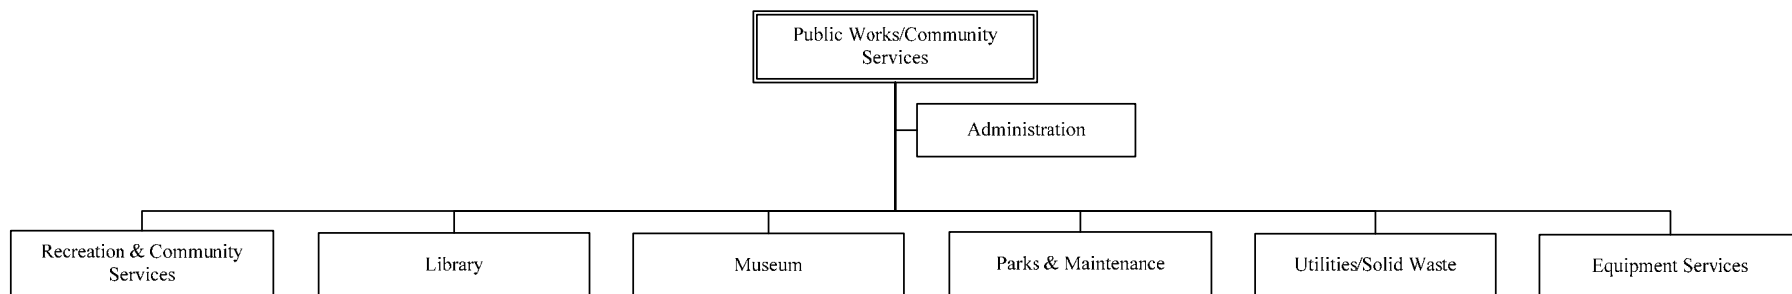 Public Works/Community
Services
Administration
Recreation & Community
Services
Library
Museum
Parks & Maintenance
Utilities/Solid Waste
Equipment Services